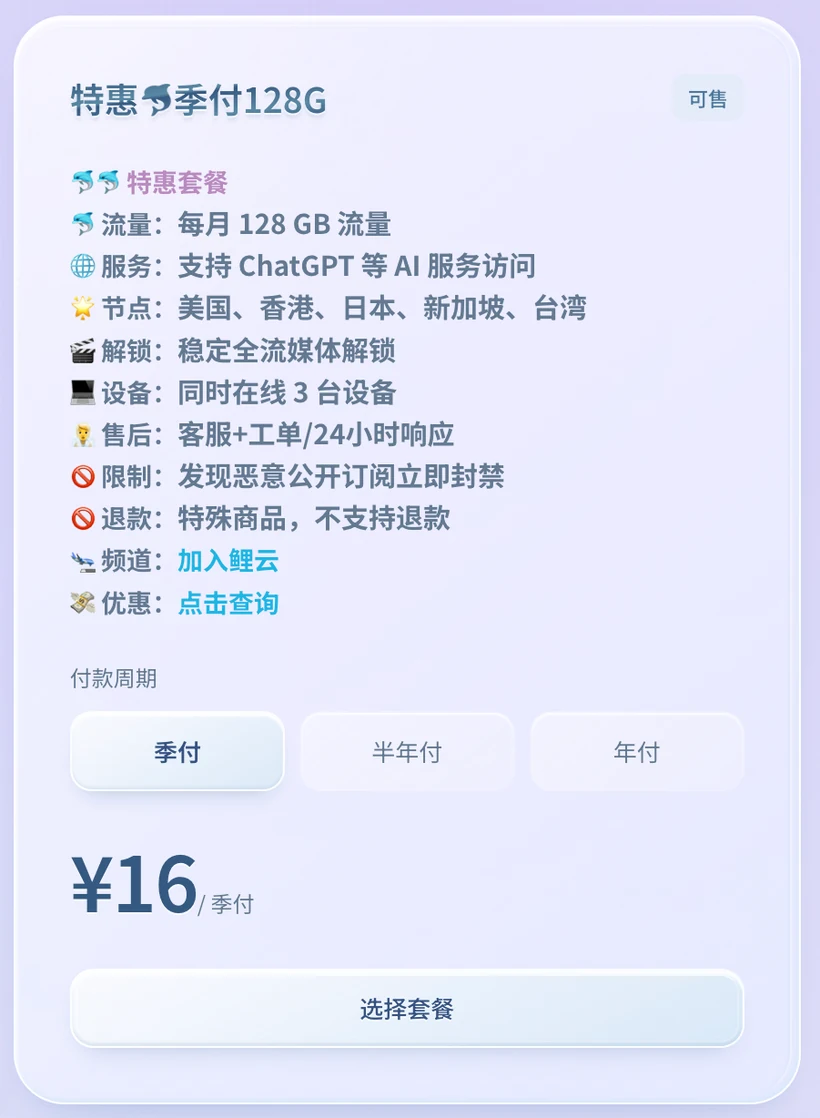 特惠🐬季付128G
可售
🐬🐬 特惠套餐
🐬 流量：每月 128 GB 流量
🌐 服务：支持 ChatGPT 等 AI 服务访问
🌟 节点：美国、香港、日本、新加坡、台湾
🎬 解锁：稳定全流媒体解锁
💻 设备：同时在线 3 台设备
🧑‍⚕️ 售后：客服+工单/24小时响应
🚫 限制：发现恶意公开订阅立即封禁
🚫 退款：特殊商品，不支持退款
🛬 频道：加入鲤云
💸 优惠：点击查询
付款周期
季付
半年付
年付
¥16/ 季付
选择套餐